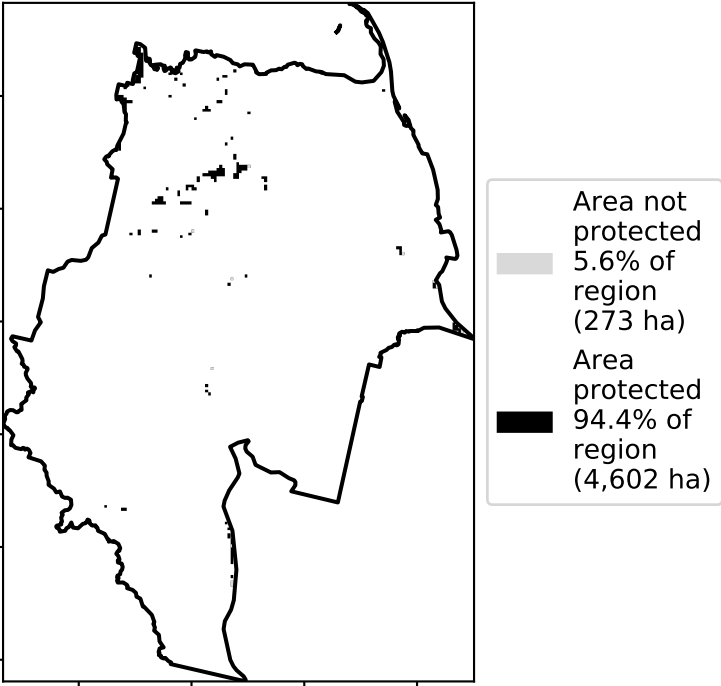 Area not
protected
5.6% of
region
(273 ha)
Area
protected
94.4% of
region
(4,602 ha)